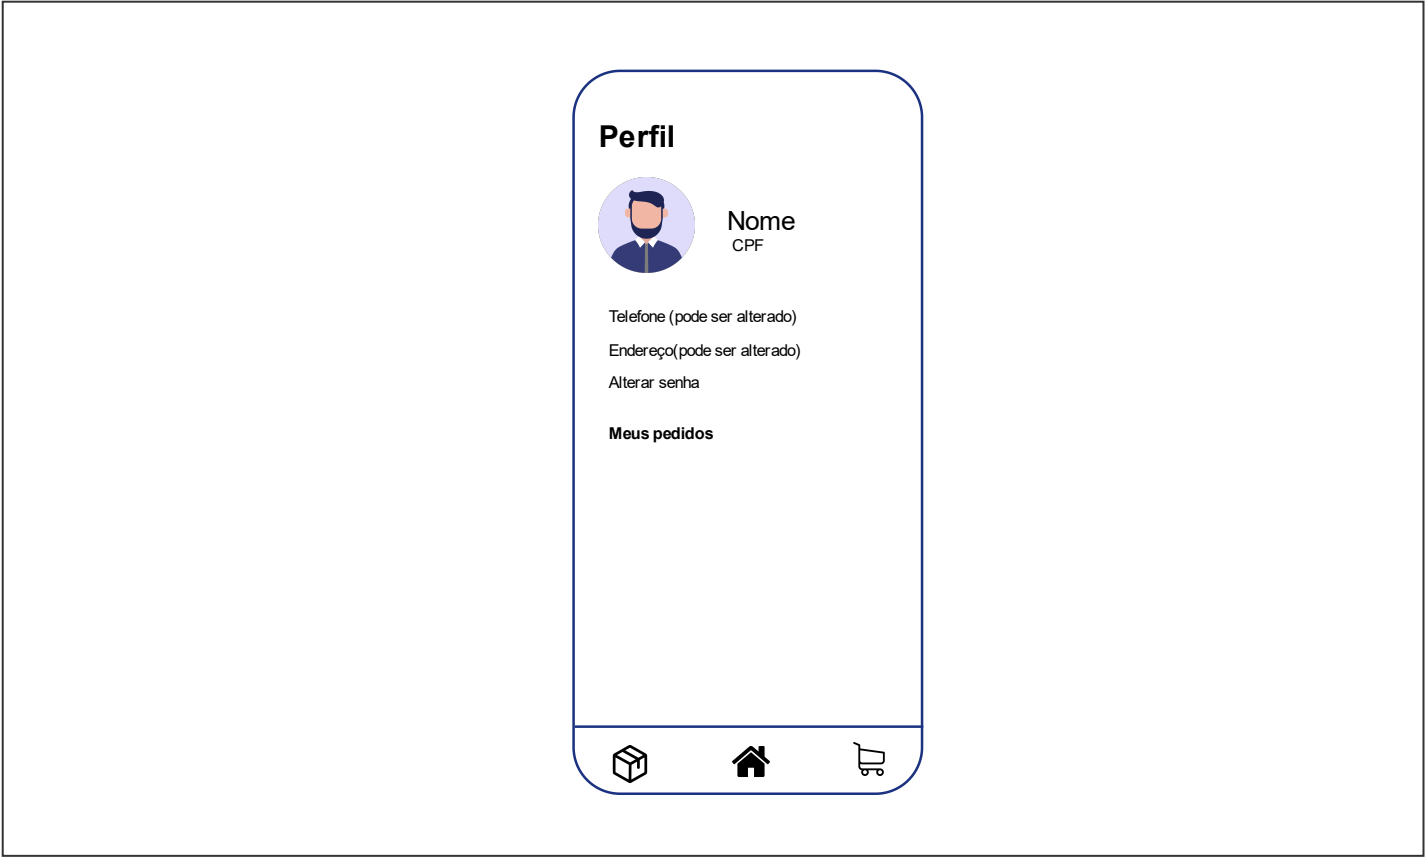 Perfil
Nome
CPF
Telefone (pode ser alterado)
Endereço(pode ser alterado)
Alterar senha
Meus pedidos